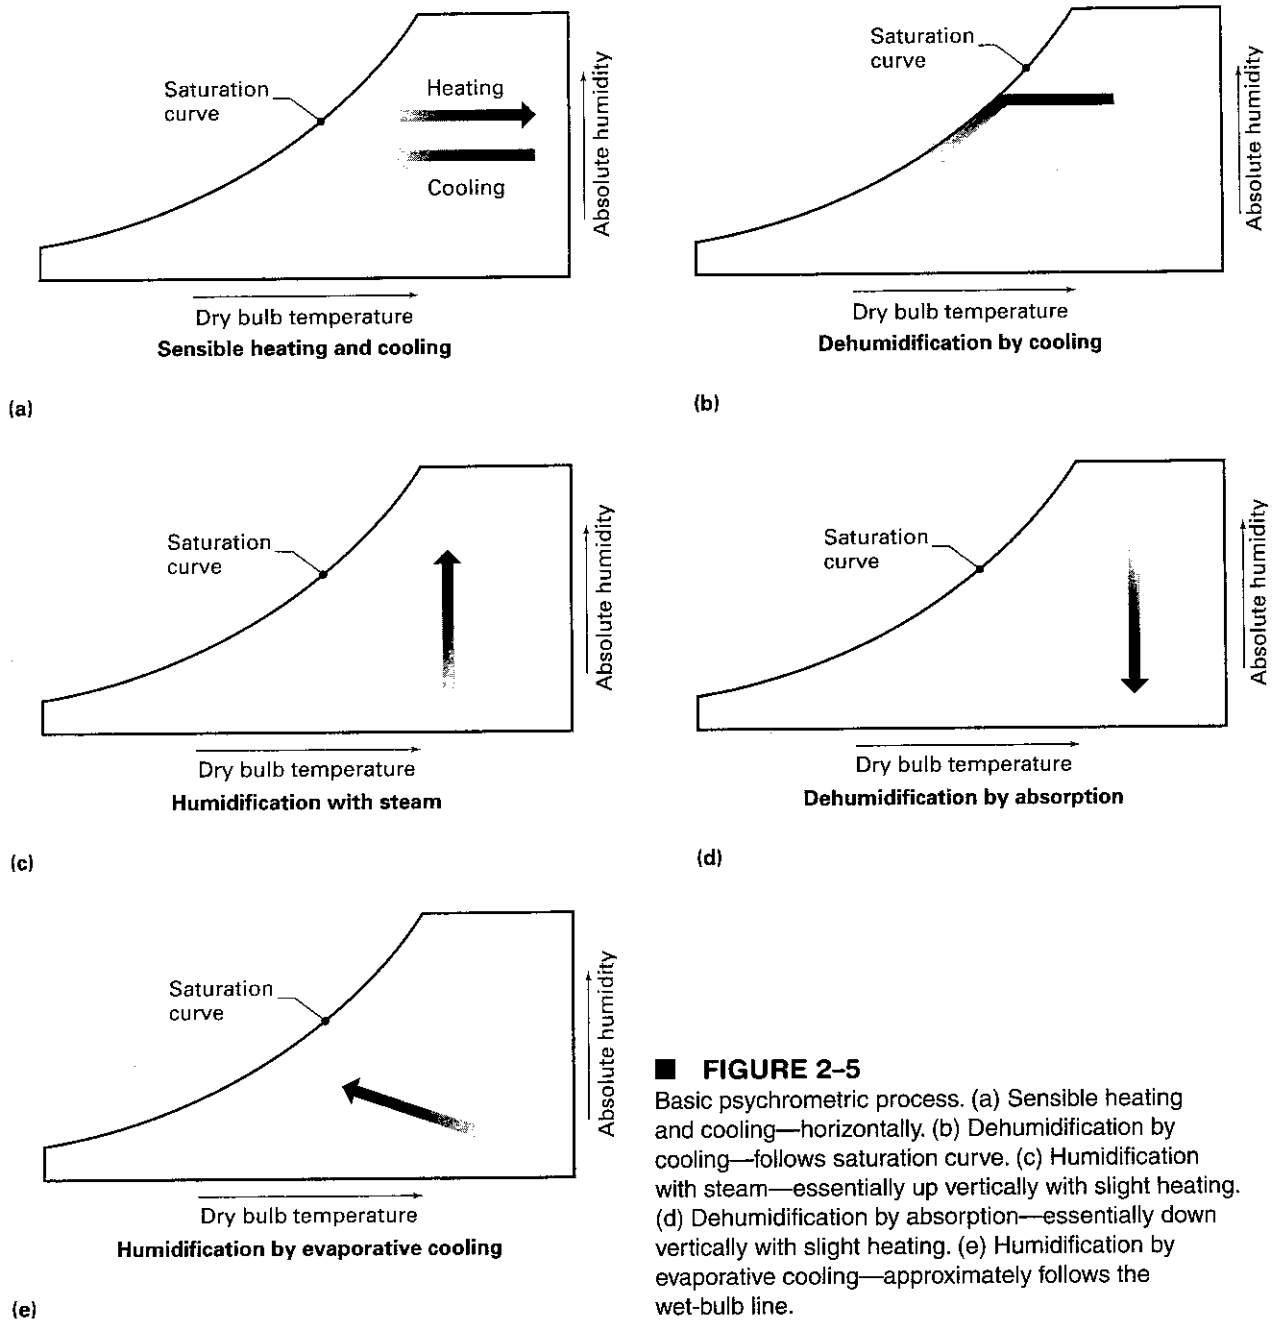 Saturation
curve
Heating
Cooling
Absolute humidity
Dry bulb temperature
Sensible heating and cooling
(a)
Saturation
curve
Absolute humidity
Dry bulb temperature
Dehumidification by cooling
(b)
Saturation
curve
Absolute humidity
Dry bulb temperature
Humidification with steam
(c)
Saturation
curve
Absolute humidity
Dry bulb temperature
Dehumidification by absorption
(d)
Saturation
curve
Absolute humidity
Dry bulb temperature
Humidification by evaporative cooling
(e)
FIGURE 2–5
Basic psychrometric process. (a) Sensible heating
and cooling—horizontally. (b) Dehumidification by
cooling—follows saturation curve. (c) Humidification
with steam—essentially up vertically with slight heating.
(d) Dehumidification by absorption—essentially down
vertically with slight heating. (e) Humidification by
evaporative cooling—approximately follows the
wet-bulb line.